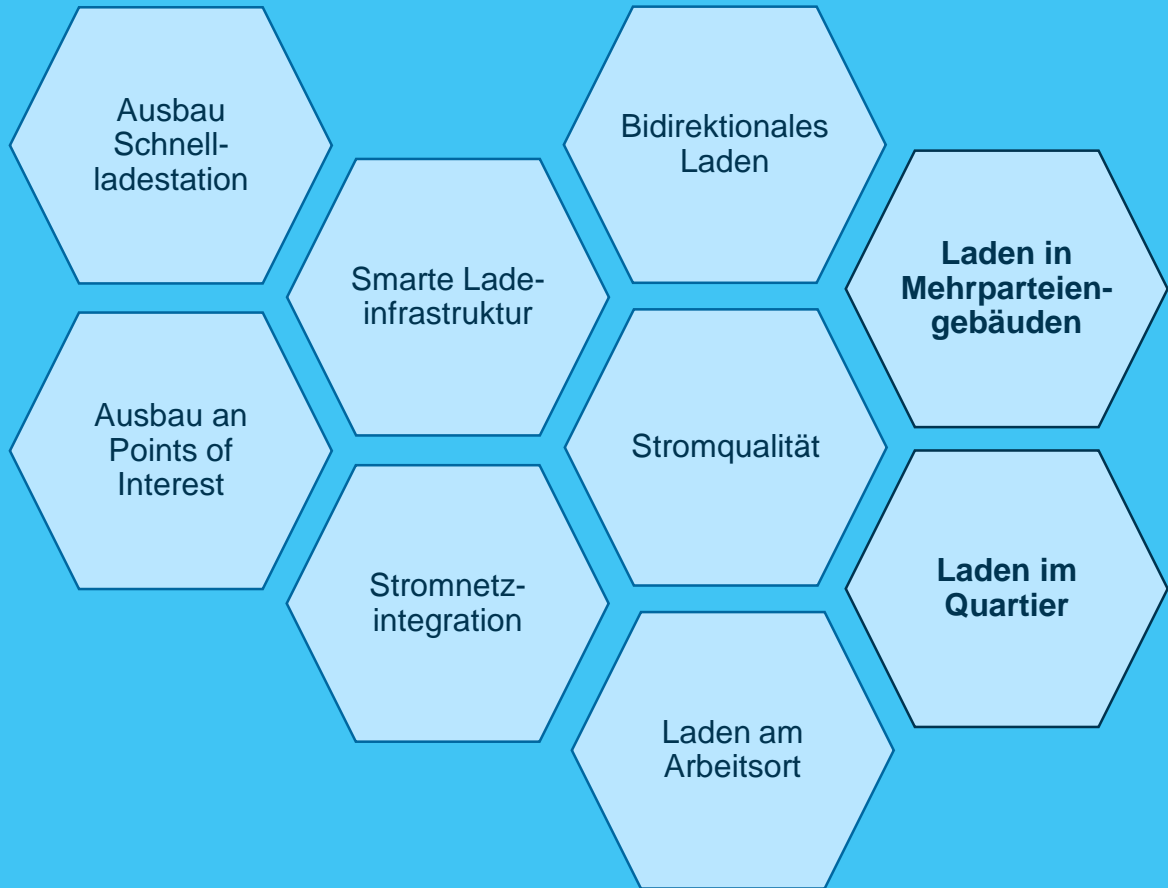 Ausbau
Schnell-
ladestation
Bidirektionales
Laden
Smarte Lade-
infrastruktur
Laden in
Mehrparteien-
gebäuden
Ausbau an
Points of
Interest
Stromqualität
Stromnetz-
integration
Laden im
Quartier
Laden am
Arbeitsort